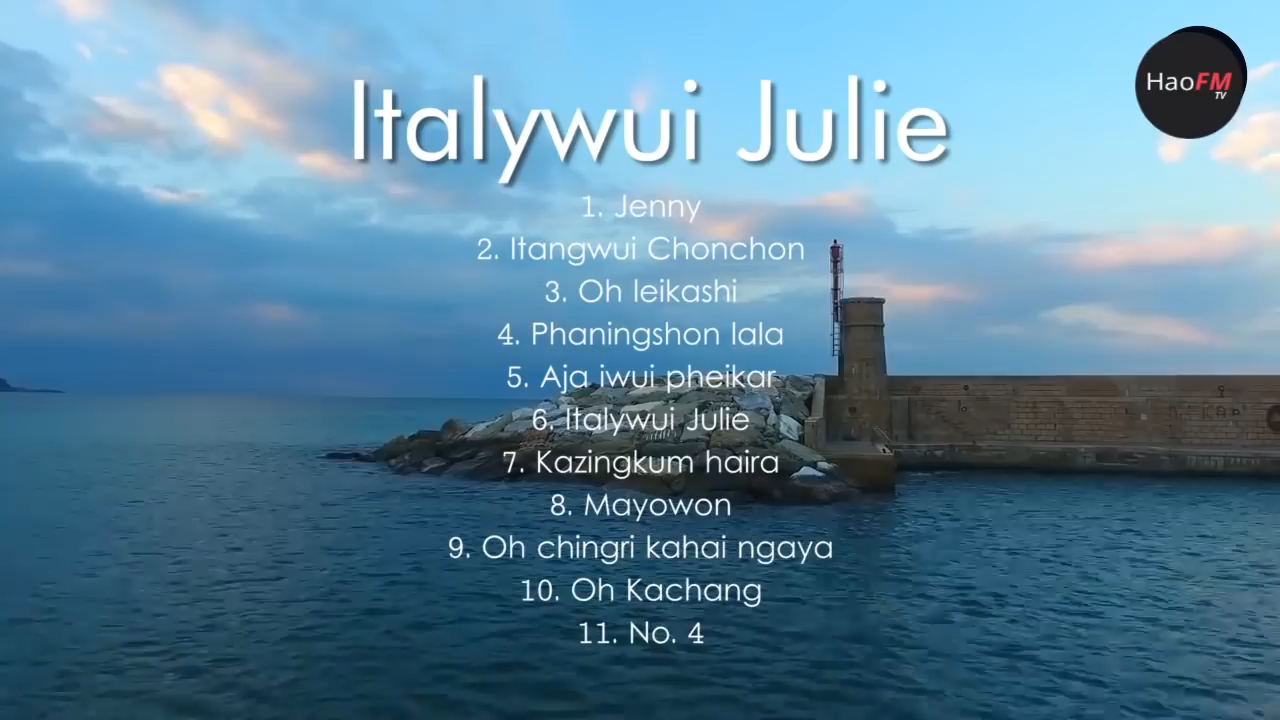 HaoFM
TV
Italywui Julie
1. Jenny
2. Itangwui Chonchon
3. Oh leikashi
4. Phaningshon lala
5. Aja iwui pheikar
6. Italywui Julie
7. Kazingkum haira
8. Mayowon
9. Oh chingri kahai ngaya
10. Oh Kachang
11. No. 4